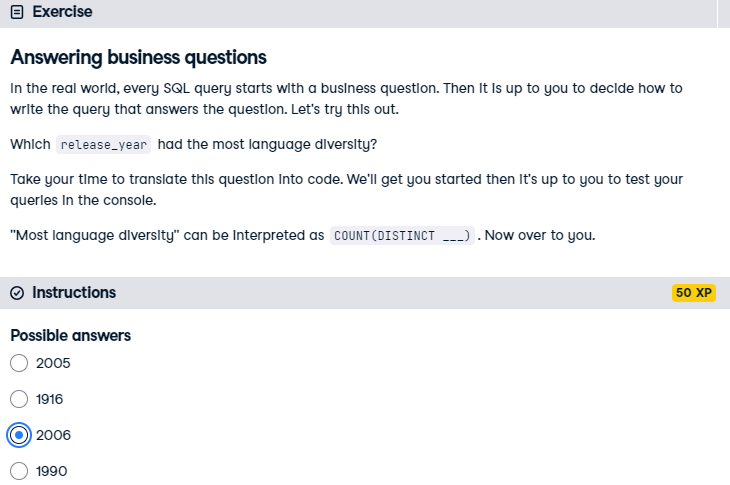 Exercise
Answering business questions
In the real world, every SQL query starts with a business question. Then it is up to you to decide how to
write the query that answers the question. Let's try this out.
Which release_year had the most language diversity?
Take your time to translate this question into code. We'll get you started then it's up to you to test your
queries in the console.
"Most language diversity" can be interpreted as COUNT(DISTINCT ___) . Now over to you.
Instructions
50 XP
Possible answers
2005
1916
2006
1990